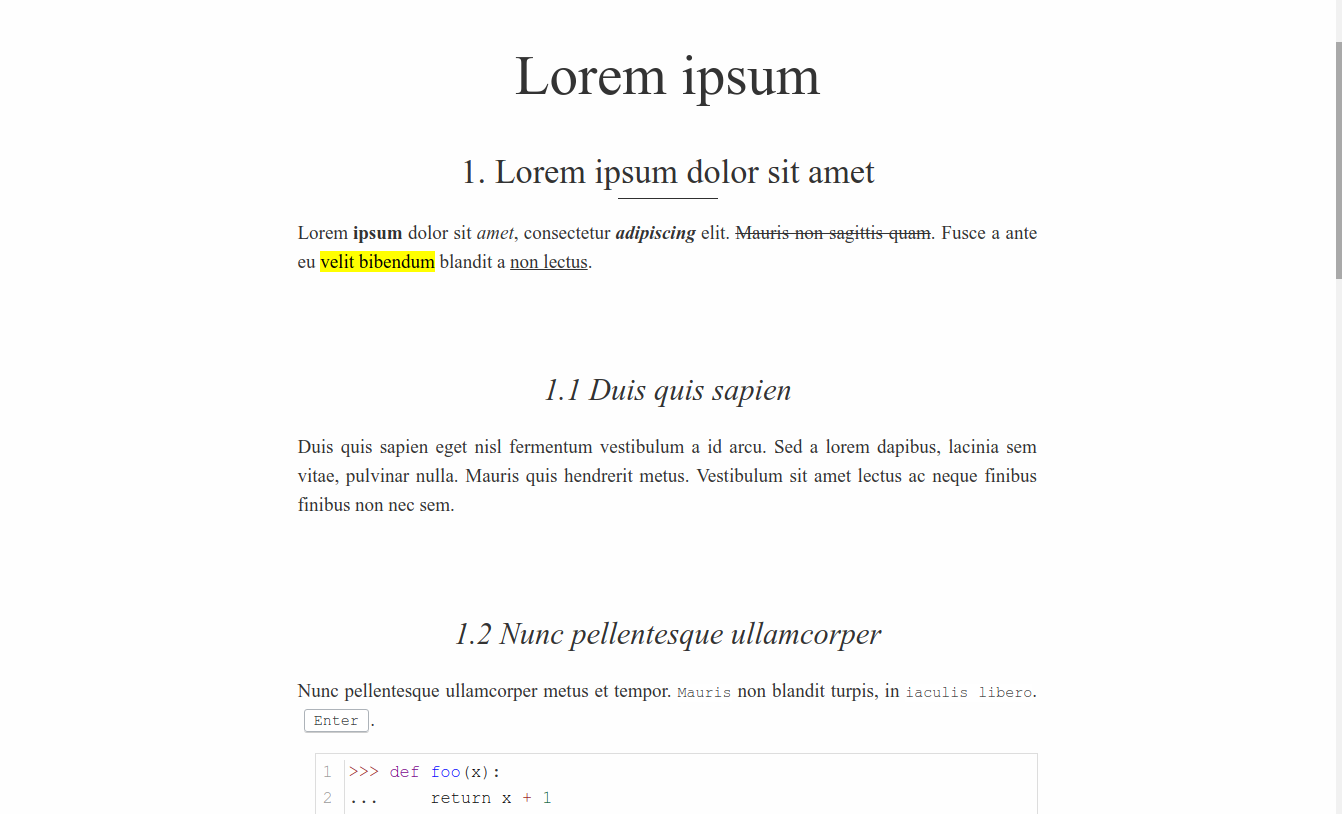 Lorem ipsum
1. Lorem ipsum dolor sit amet
Lorem ipsum dolor sit amet, consectetur adipiscing elit. Mauris non sagittis quam. Fusce a ante
eu velit bibendum blandit a non lectus.
1.1 Duis quis sapien
Duis quis sapien eget nisl fermentum vestibulum a id arcu. Sed a lorem dapibus, lacinia sem
vitae, pulvinar nulla. Mauris quis hendrerit metus. Vestibulum sit amet lectus ac neque finibus
finibus non nec sem.
1.2 Nunc pellentesque ullamcorper
Nunc pellentesque ullamcorper metus et tempor. Mauris non blandit turpis, in iaculis libero.
Enter.
1 >>> def foo(x):
2 ...     return x + 1